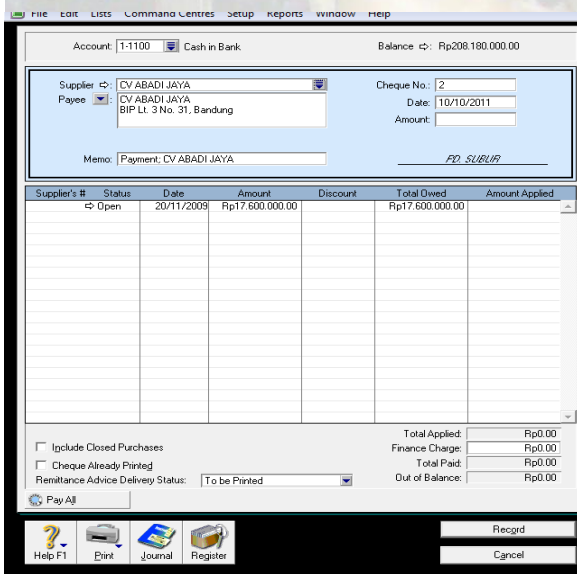 File Edit Lists Command Centres Setup Reports Window Help
Account: 1-1100 Cash in Bank Balance ⇨: Rp208.180.000.00
Supplier ⇨: CV ABADI JAYA Cheque No.: 2
Payee : CV ABADI JAYA Date: 10/10/2011
BIP Lt. 3 No. 31, Bandung
Amount:
Memo: Payment; CV ABADI JAYA PD. SUBUR
Supplier's # Status Date Amount Discount Total Owed Amount Applied
⇨ Open 20/11/2009 Rp17.600.000.00 Rp17.600.000.00
Total Applied: Rp0.00
Include Closed Purchases Finance Charge: Rp0.00
Cheque Already Printed Total Paid: Rp0.00
Remittance Advice Delivery Status: To be Printed Out of Balance: Rp0.00
Pay All
Record
Help F1 Print Journal Register Cancel